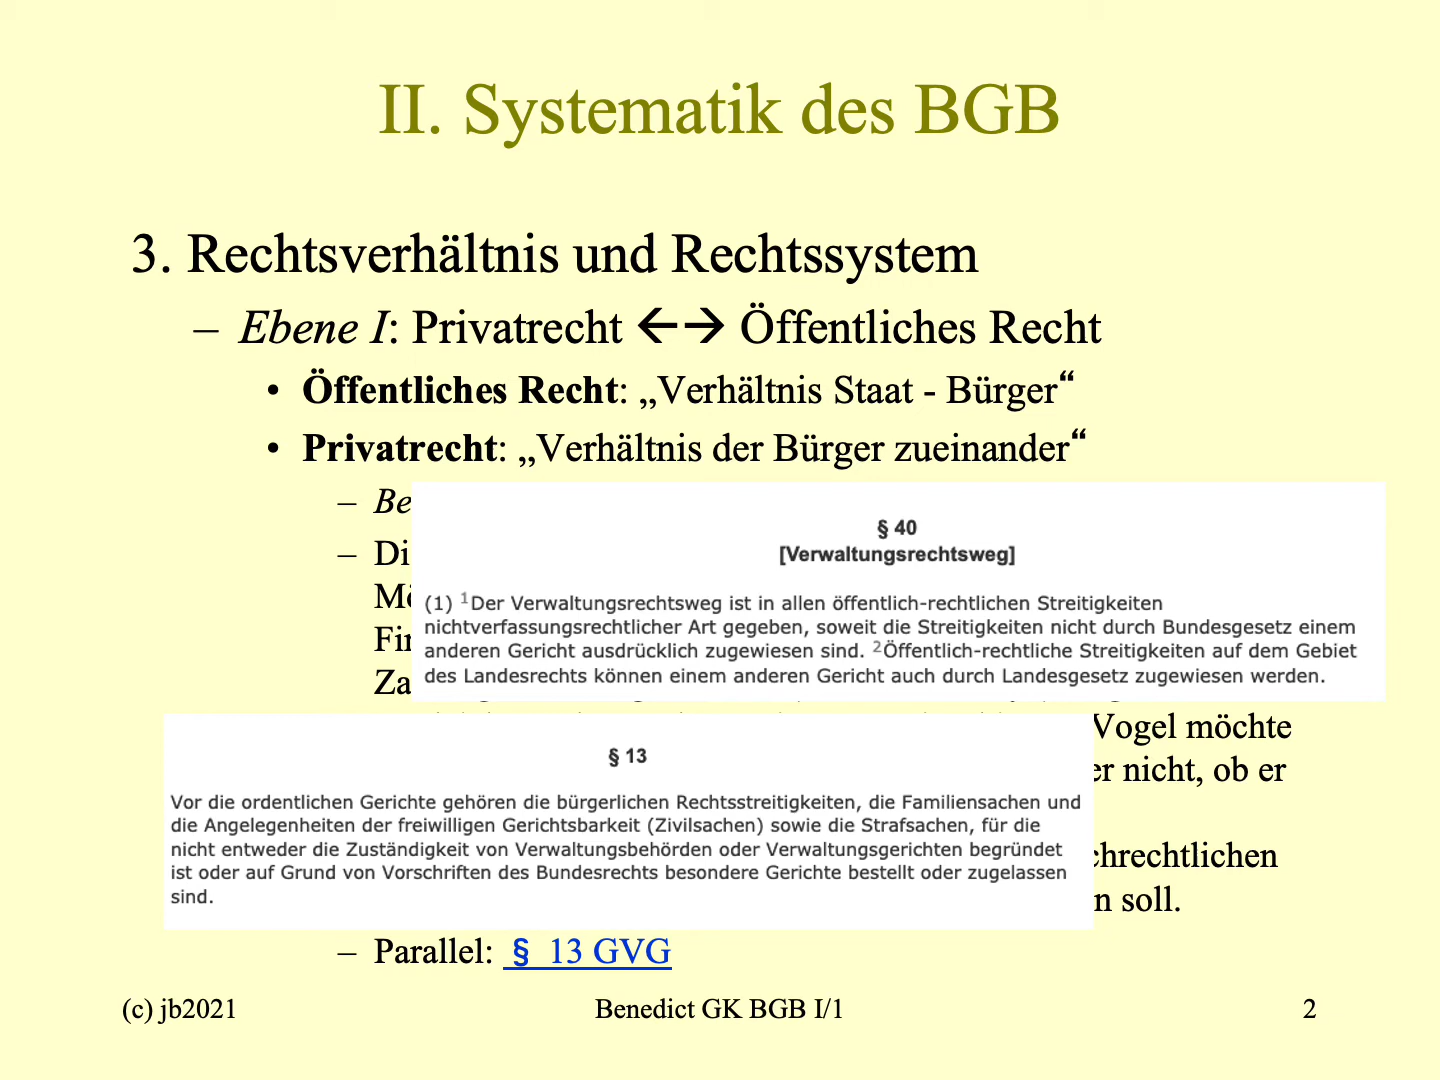 II. Systematik des BGB
3. Rechtsverhältnis und Rechtssystem
– Ebene I: Privatrecht ←→ Öffentliches Recht
• Öffentliches Recht: „Verhältnis Staat - Bürger“
• Privatrecht: „Verhältnis der Bürger zueinander“
– Be
– Di
Mö
Fir
Za
§ 40
[Verwaltungsrechtsweg]
(1) ¹Der Verwaltungsrechtsweg ist in allen öffentlich-rechtlichen Streitigkeiten
nichtverfassungsrechtlicher Art gegeben, soweit die Streitigkeiten nicht durch Bundesgesetz einem
anderen Gericht ausdrücklich zugewiesen sind. ²Öffentlich-rechtliche Streitigkeiten auf dem Gebiet
des Landesrechts können einem anderen Gericht auch durch Landesgesetz zugewiesen werden.
Vogel möchte
er nicht, ob er
chrechtlichen
n soll.
§ 13
Vor die ordentlichen Gerichte gehören die bürgerlichen Rechtsstreitigkeiten, die Familiensachen und
die Angelegenheiten der freiwilligen Gerichtsbarkeit (Zivilsachen) sowie die Strafsachen, für die
nicht entweder die Zuständigkeit von Verwaltungsbehörden oder Verwaltungsgerichten begründet
ist oder auf Grund von Vorschriften des Bundesrechts besondere Gerichte bestellt oder zugelassen
sind.
– Parallel: § 13 GVG
(c) jb2021
Benedict GK BGB I/1
2